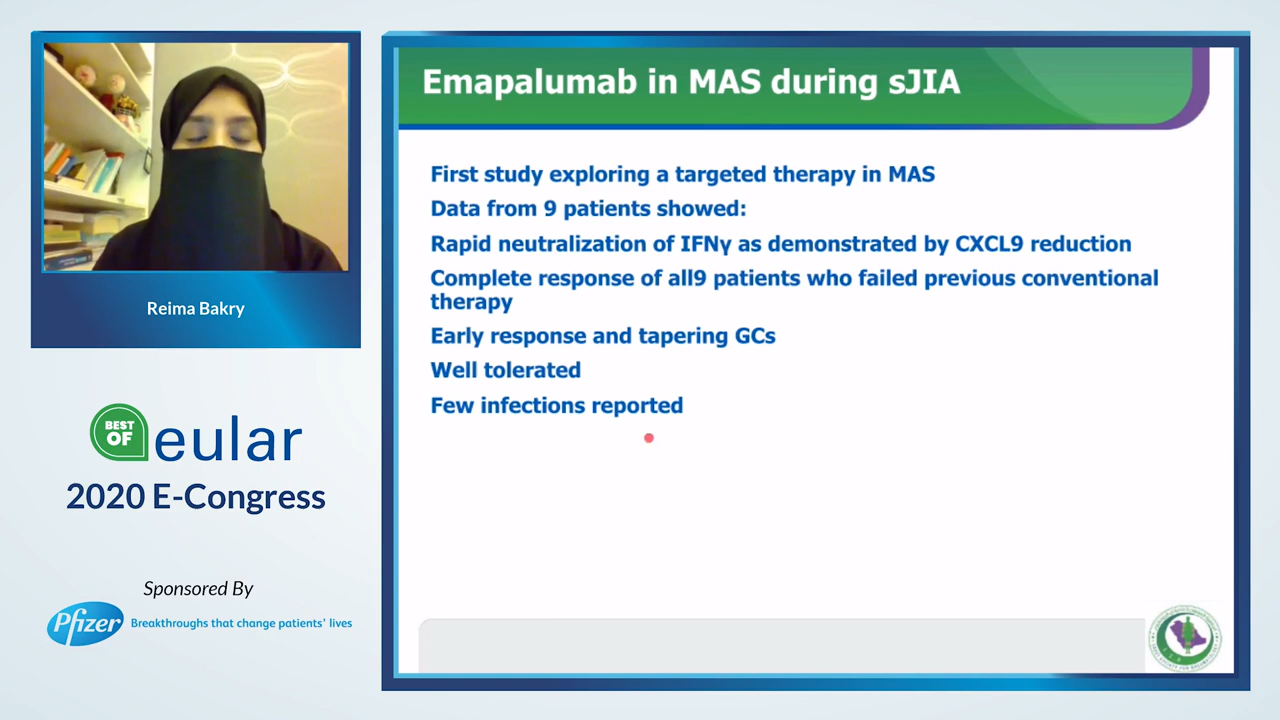 Emapalumab in MAS during sJIA
First study exploring a targeted therapy in MAS
Data from 9 patients showed:
Rapid neutralization of IFNγ as demonstrated by CXCL9 reduction
Complete response of all9 patients who failed previous conventional
therapy
Early response and tapering GCs
Well tolerated
Few infections reported
Reima Bakry
BEST
OF
eular
2020 E-Congress
Sponsored By
Pfizer
Breakthroughs that change patients' lives